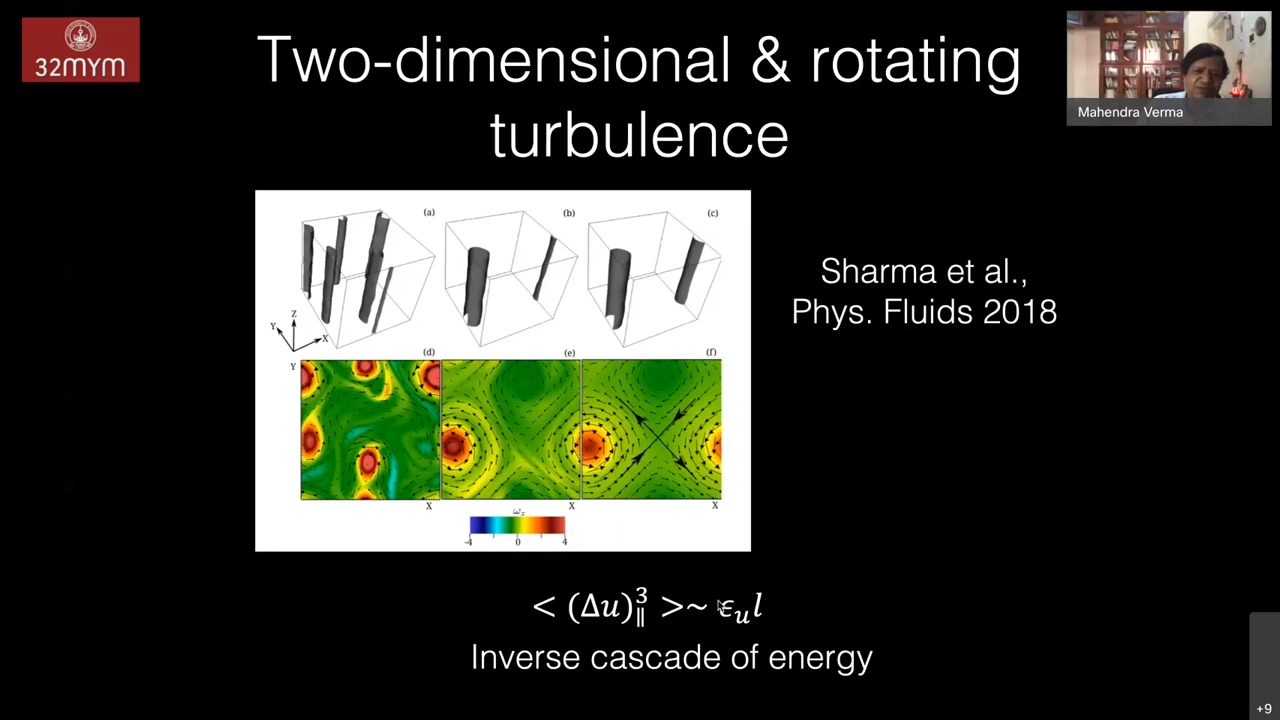 32MYM
Two-dimensional & rotating
turbulence
Mahendra Verma
(a)
(b)
(c)
Z
Y
X
Sharma et al.,
Phys. Fluids 2018
(d)
(e)
(f)
Y
X
X
X
ω_z
-4
0
4
< (Δu)³_∥ >~ ϵ_u l
Inverse cascade of energy
+9